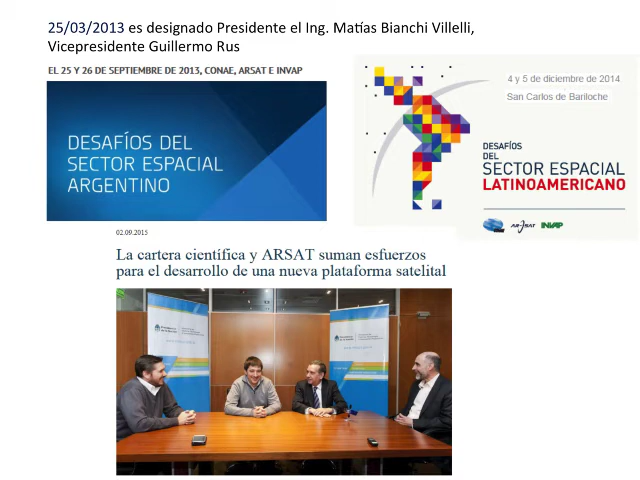 25/03/2013 es designado Presidente el Ing. Matías Bianchi Villelli,
Vicepresidente Guillermo Rus
EL 25 Y 26 DE SEPTIEMBRE DE 2013, CONAE, ARSAT E INVAP
DESAFÍOS DEL
SECTOR ESPACIAL
ARGENTINO
4 y 5 de diciembre de 2014
San Carlos de Bariloche
DESAFÍOS
DEL
SECTOR ESPACIAL
LATINOAMERICANO
ARSAT INVAP
02.09.2015
La cartera científica y ARSAT suman esfuerzos
para el desarrollo de una nueva plataforma satelital